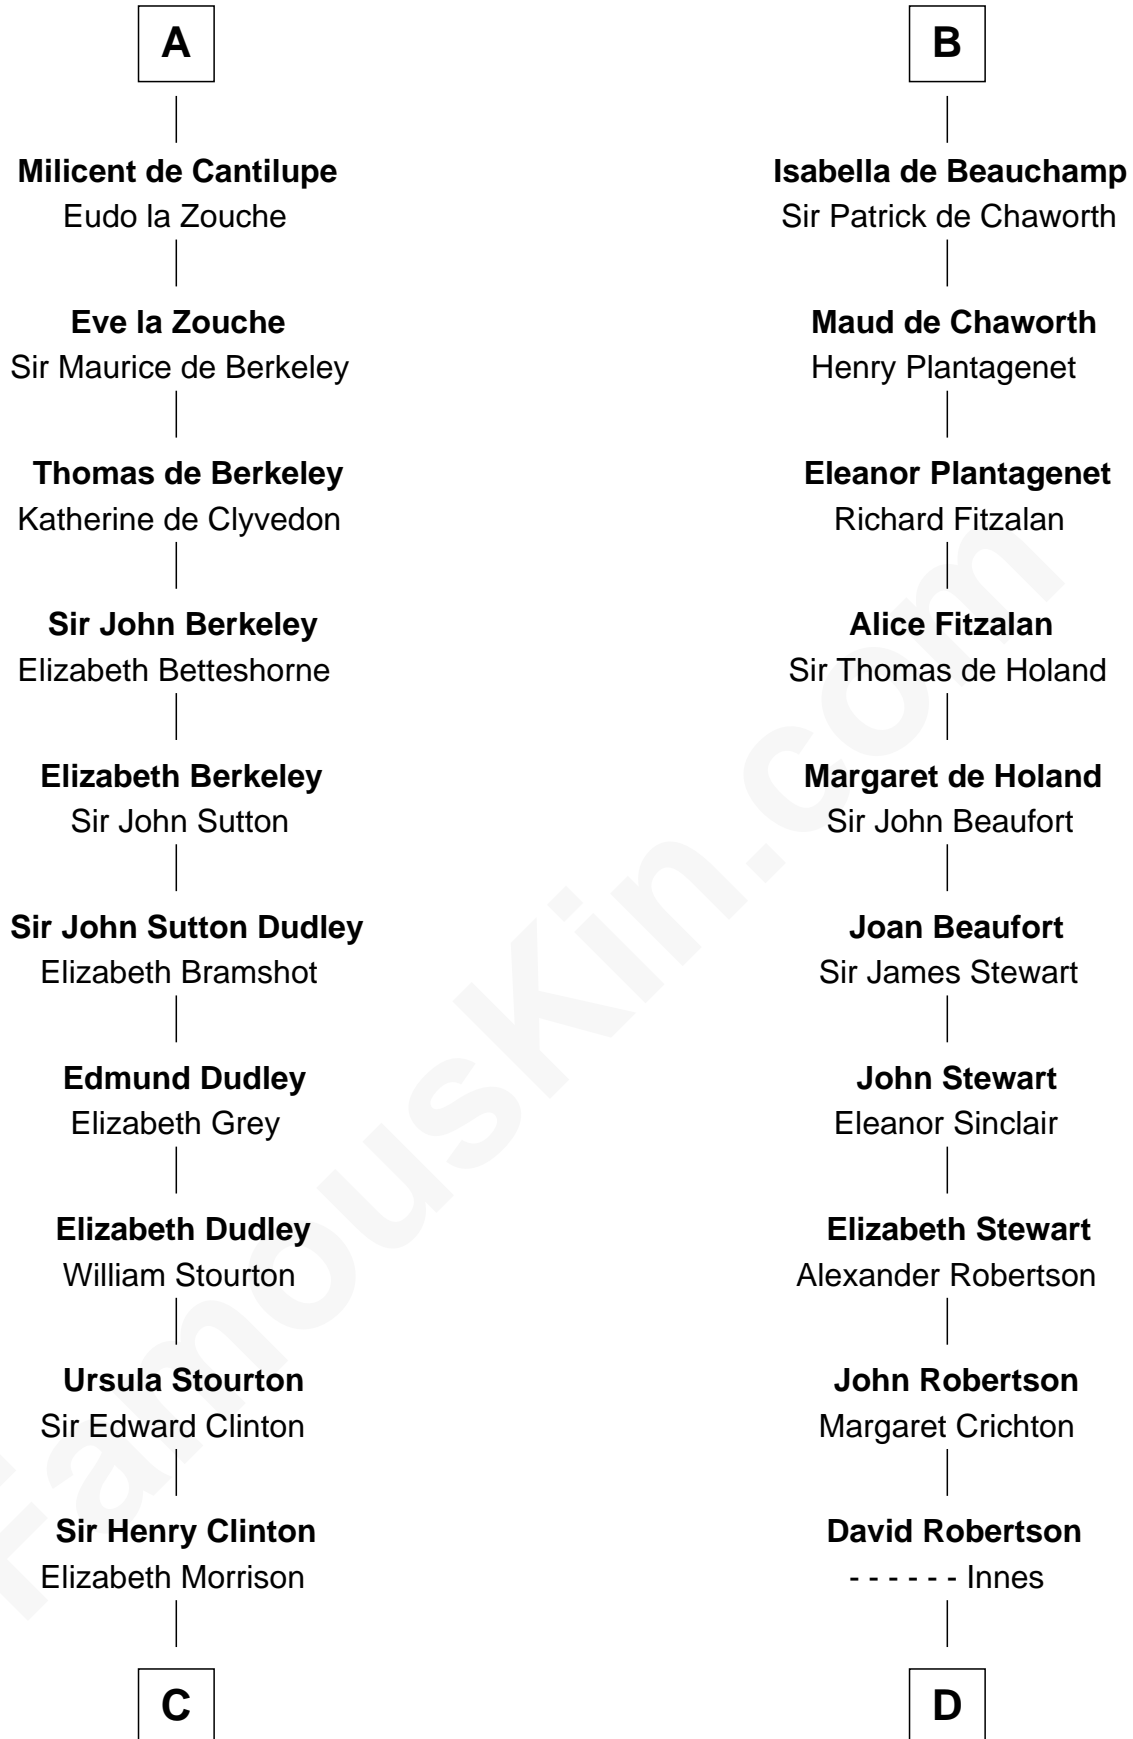 A
Milicent de Cantilupe
Eudo la Zouche
Eve la Zouche
Sir Maurice de Berkeley
Thomas de Berkeley
Katherine de Clyvedon
Sir John Berkeley
Elizabeth Betteshorne
Elizabeth Berkeley
Sir John Sutton
Sir John Sutton Dudley
Elizabeth Bramshot
Edmund Dudley
Elizabeth Grey
Elizabeth Dudley
William Stourton
Ursula Stourton
Sir Edward Clinton
Sir Henry Clinton
Elizabeth Morrison
C
B
Isabella de Beauchamp
Sir Patrick de Chaworth
Maud de Chaworth
Henry Plantagenet
Eleanor Plantagenet
Richard Fitzalan
Alice Fitzalan
Sir Thomas de Holand
Margaret de Holand
Sir John Beaufort
Joan Beaufort
Sir James Stewart
John Stewart
Eleanor Sinclair
Elizabeth Stewart
Alexander Robertson
John Robertson
Margaret Crichton
David Robertson
- - - - - - Innes
D
FamousKin.com